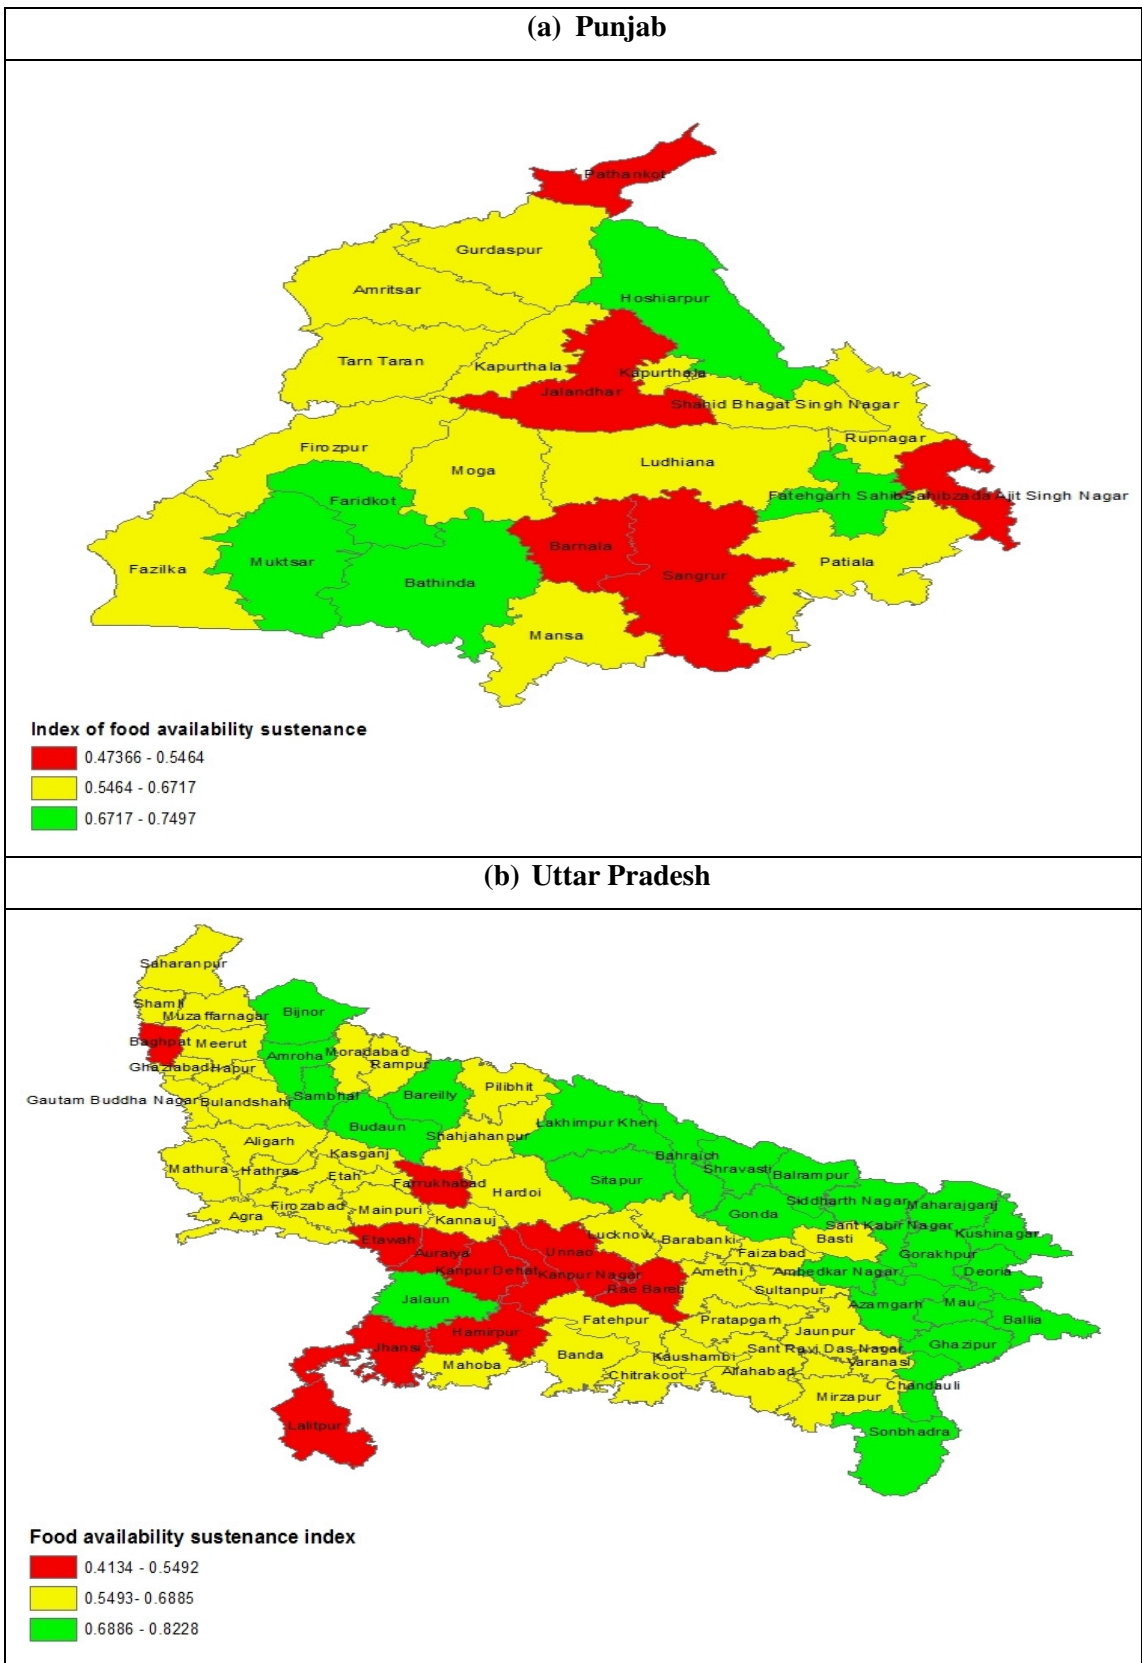 (a) Punjab
Pathankot
Gurdaspur
Amritsar
Hoshiarpur
Tarn Taran
Kapurthala
Kapurthala
Jalandhar
Shahid Bhagat Singh Nagar
Rupnagar
Firozpur
Moga
Ludhiana
Faridkot
Fatehgarh Sahib
Sahibzada Ajit Singh Nagar
Barnala
Fazilka
Muktsar
Bathinda
Sangrur
Patiala
Mansa
Index of food availability sustenance
0.47366 - 0.5464
0.5464 - 0.6717
0.6717 - 0.7497
(b) Uttar Pradesh
Saharanpur
Shamli
Muzaffarnagar
Bijnor
Baghpat
Meerut
Amroha
Moradabad
Rampur
Ghaziabad
Hapur
Gautam Buddha Nagar
Bulandshahr
Sambhal
Bareilly
Pilibhit
Budaun
Shahjahanpur
Lakhimpur Kheri
Aligarh
Kasganj
Bahraich
Shravasti
Balrampur
Mathura
Hathras
Etah
Farrukhabad
Hardoi
Sitapur
Siddharth Nagar
Maharajganj
Agra
Firozabad
Mainpuri
Kannauj
Gonda
Sant Kabir Nagar
Kushinagar
Etawah
Auraiya
Unnao
Lucknow
Barabanki
Faizabad
Basti
Gorakhpur
Kanpur Dehat
Kanpur Nagar
Rae Bareli
Amethi
Ambedkar Nagar
Deoria
Sultanpur
Jalaun
Azamgarh
Mau
Ballia
Fatehpur
Pratapgarh
Jaunpur
Ghazipur
Jhansi
Hamirpur
Mahoba
Banda
Kaushambi
Sant Ravi Das Nagar
Varanasi
Chitrakoot
Allahabad
Mirzapur
Chandauli
Lalitpur
Sonbhadra
Food availability sustenance index
0.4134 - 0.5492
0.5493- 0.6885
0.6886 - 0.8228